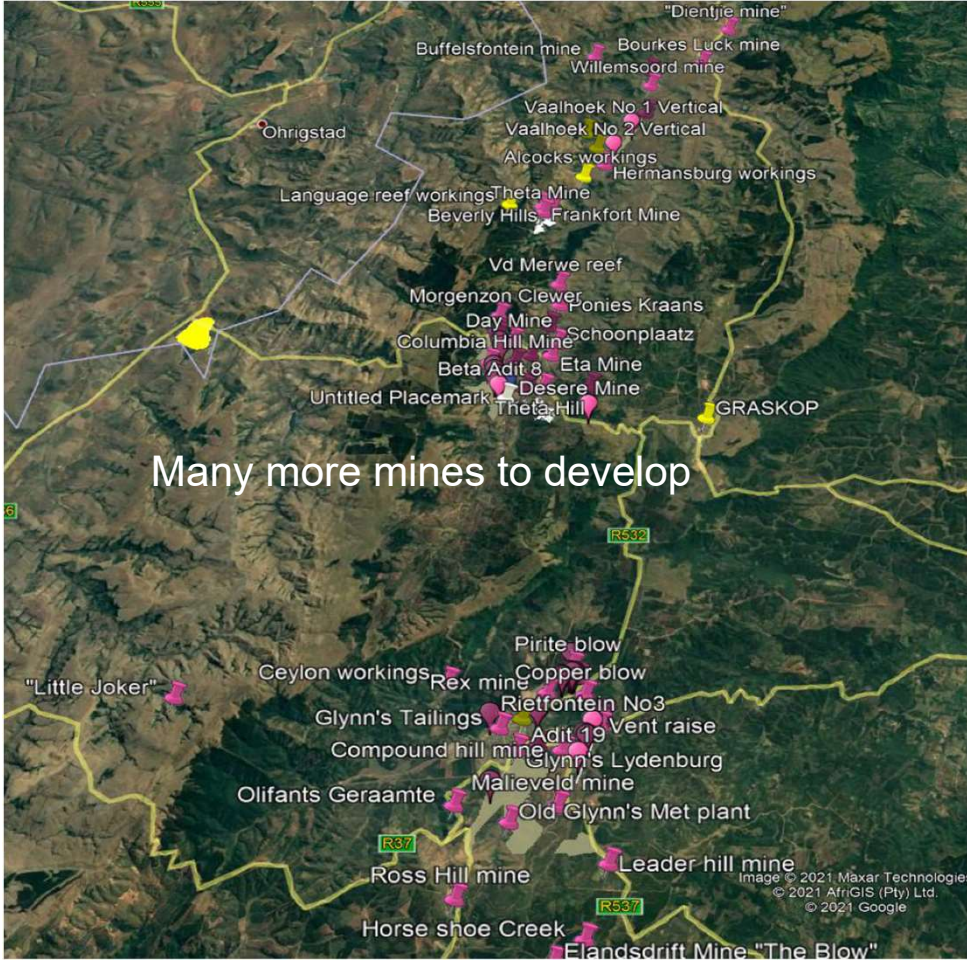 R555
"Dientjie mine"
Buffelsfontein mine
Bourkes Luck mine
Willemsoord mine
Vaalhoek No 1 Vertical
Vaalhoek No 2 Vertical
Ohrigstad
Alcocks workings
Hermansburg workings
Language reef workings
Theta Mine
Beverly Hills
Frankfort Mine
Vd Merwe reef
Morgenzon Clewer
Ponies Kraans
Day Mine
Schoonplaatz
Columbia Hill Mine
Beta Adit 8
Eta Mine
Desere Mine
Untitled Placemark
Theta Hill
GRASKOP
Many more mines to develop
R532
Pirite blow
Ceylon workings
Rex mine
Copper blow
"Little Joker"
Rietfontein No3
Glynn's Tailings
Vent raise
Adit 19
Compound hill mine
Glynn's Lydenburg
Malieveld mine
Olifants Geraamte
Old Glynn's Met plant
R37
Leader hill mine
Ross Hill mine
Image © 2021 Maxar Technologies
© 2021 AfriGIS (Pty) Ltd.
© 2021 Google
R537
Horse shoe Creek
Elandsdrift Mine "The Blow"